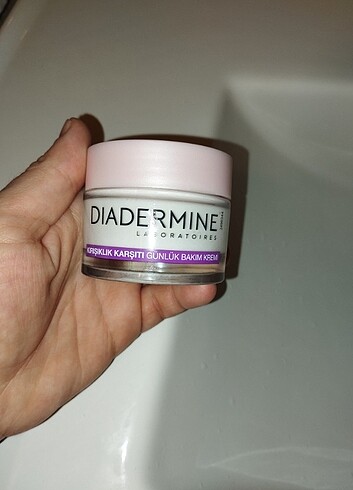 DIADERMINE
LABORATOIRES
KIRIŞIKLIK KARŞITI GÜNLÜK BAKIM KREMİ